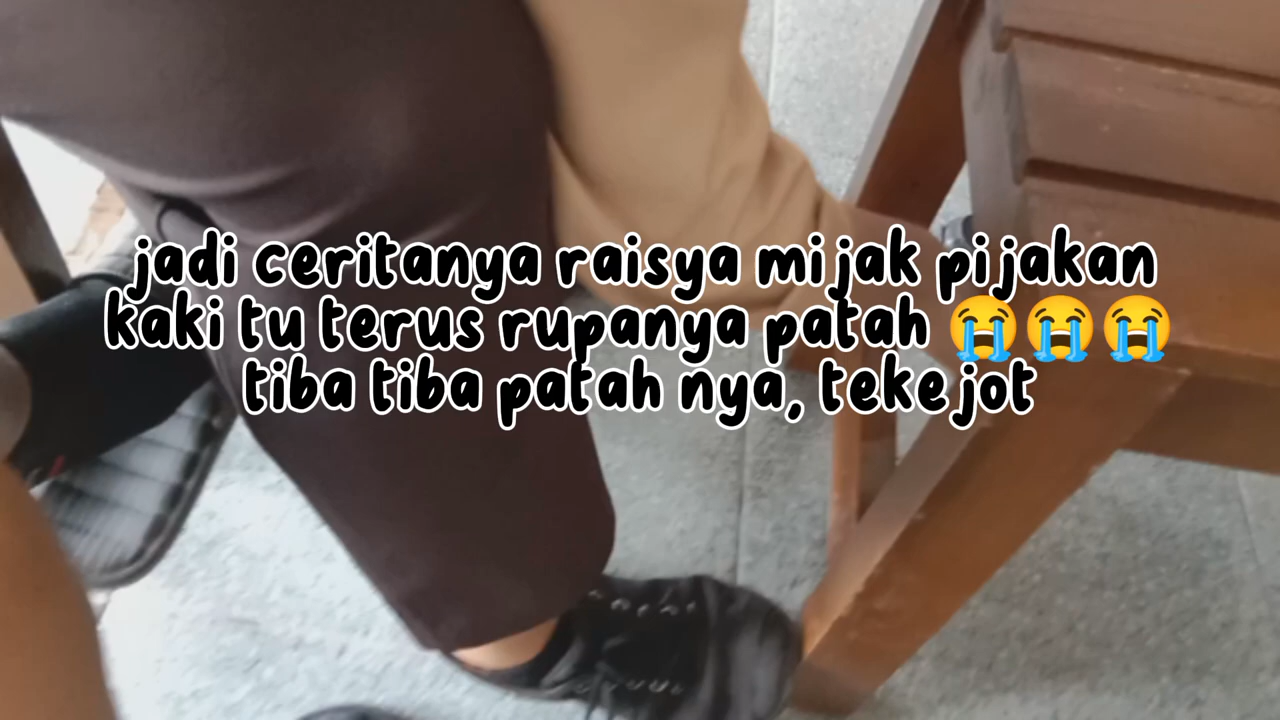 jadi ceritanya raisya mijak pijakan
kaki tu terus rupanya patah 😭😭😭
tiba tiba patah nya, tekejot